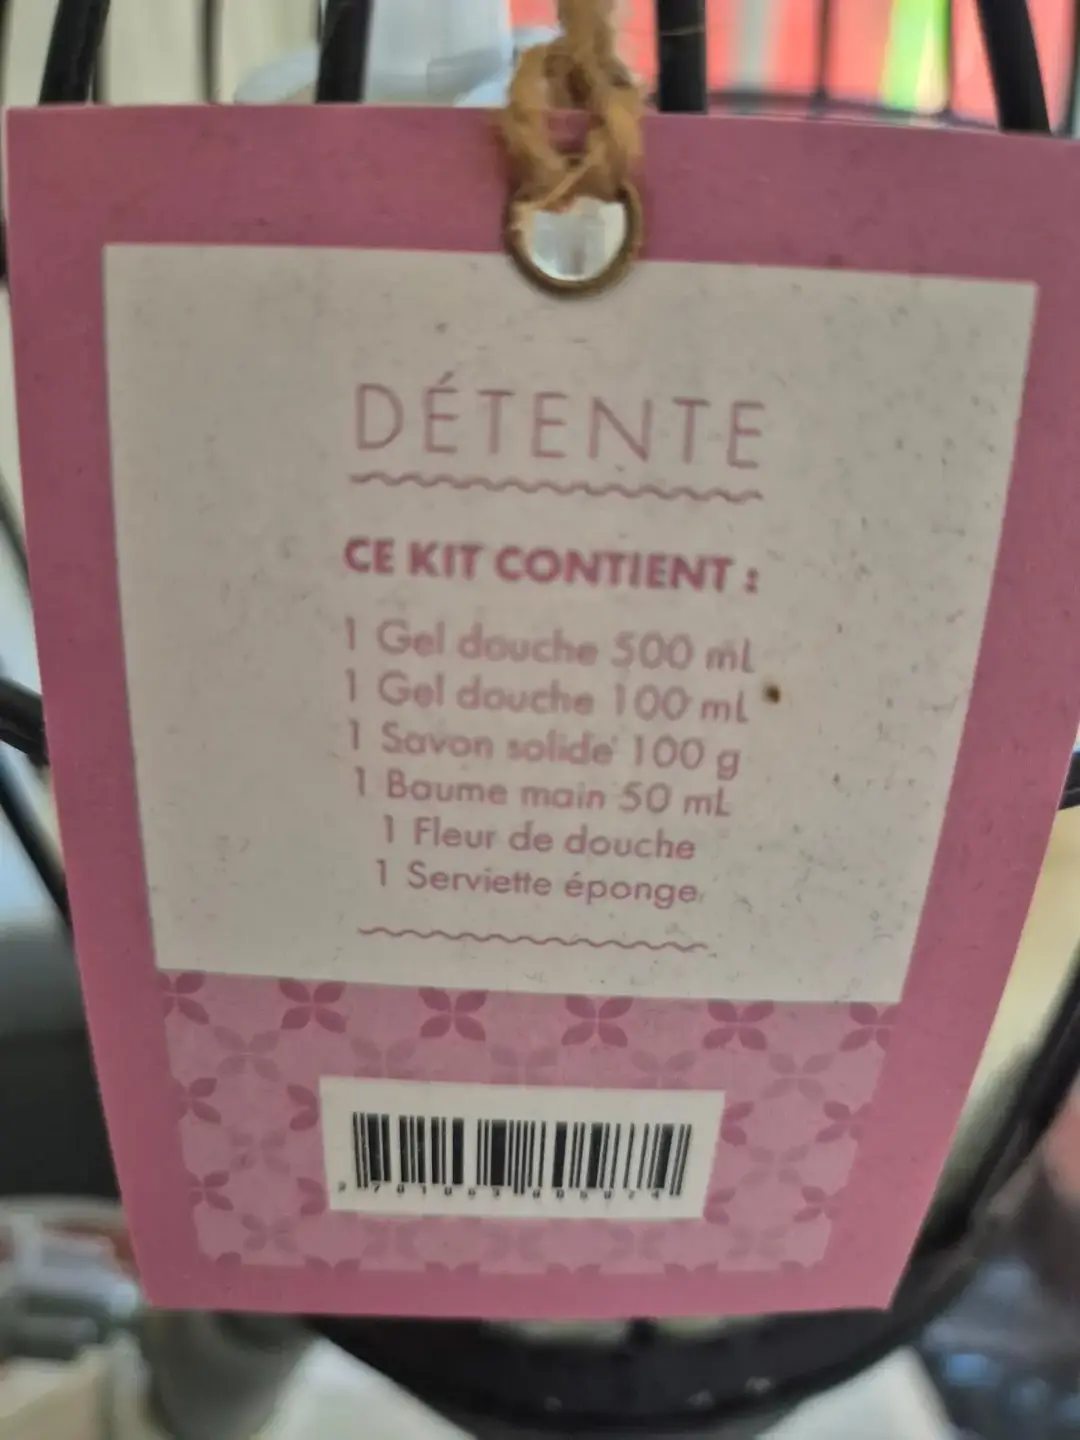 DÉTENTE
CE KIT CONTIENT :
1 Gel douche 500 mL
1 Gel douche 100 mL
1 Savon solide 100 g
1 Baume main 50 mL
1 Fleur de douche
1 Serviette éponge